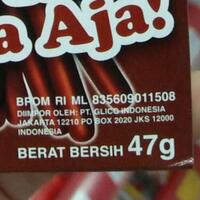 a Aja!
BPOM RI ML 835609011508
DIIMPOR OLEH: PT. GLICO INDONESIA
JAKARTA 12210 PO BOX 2020 JKS 12000
INDONESIA
BERAT BERSIH 47g